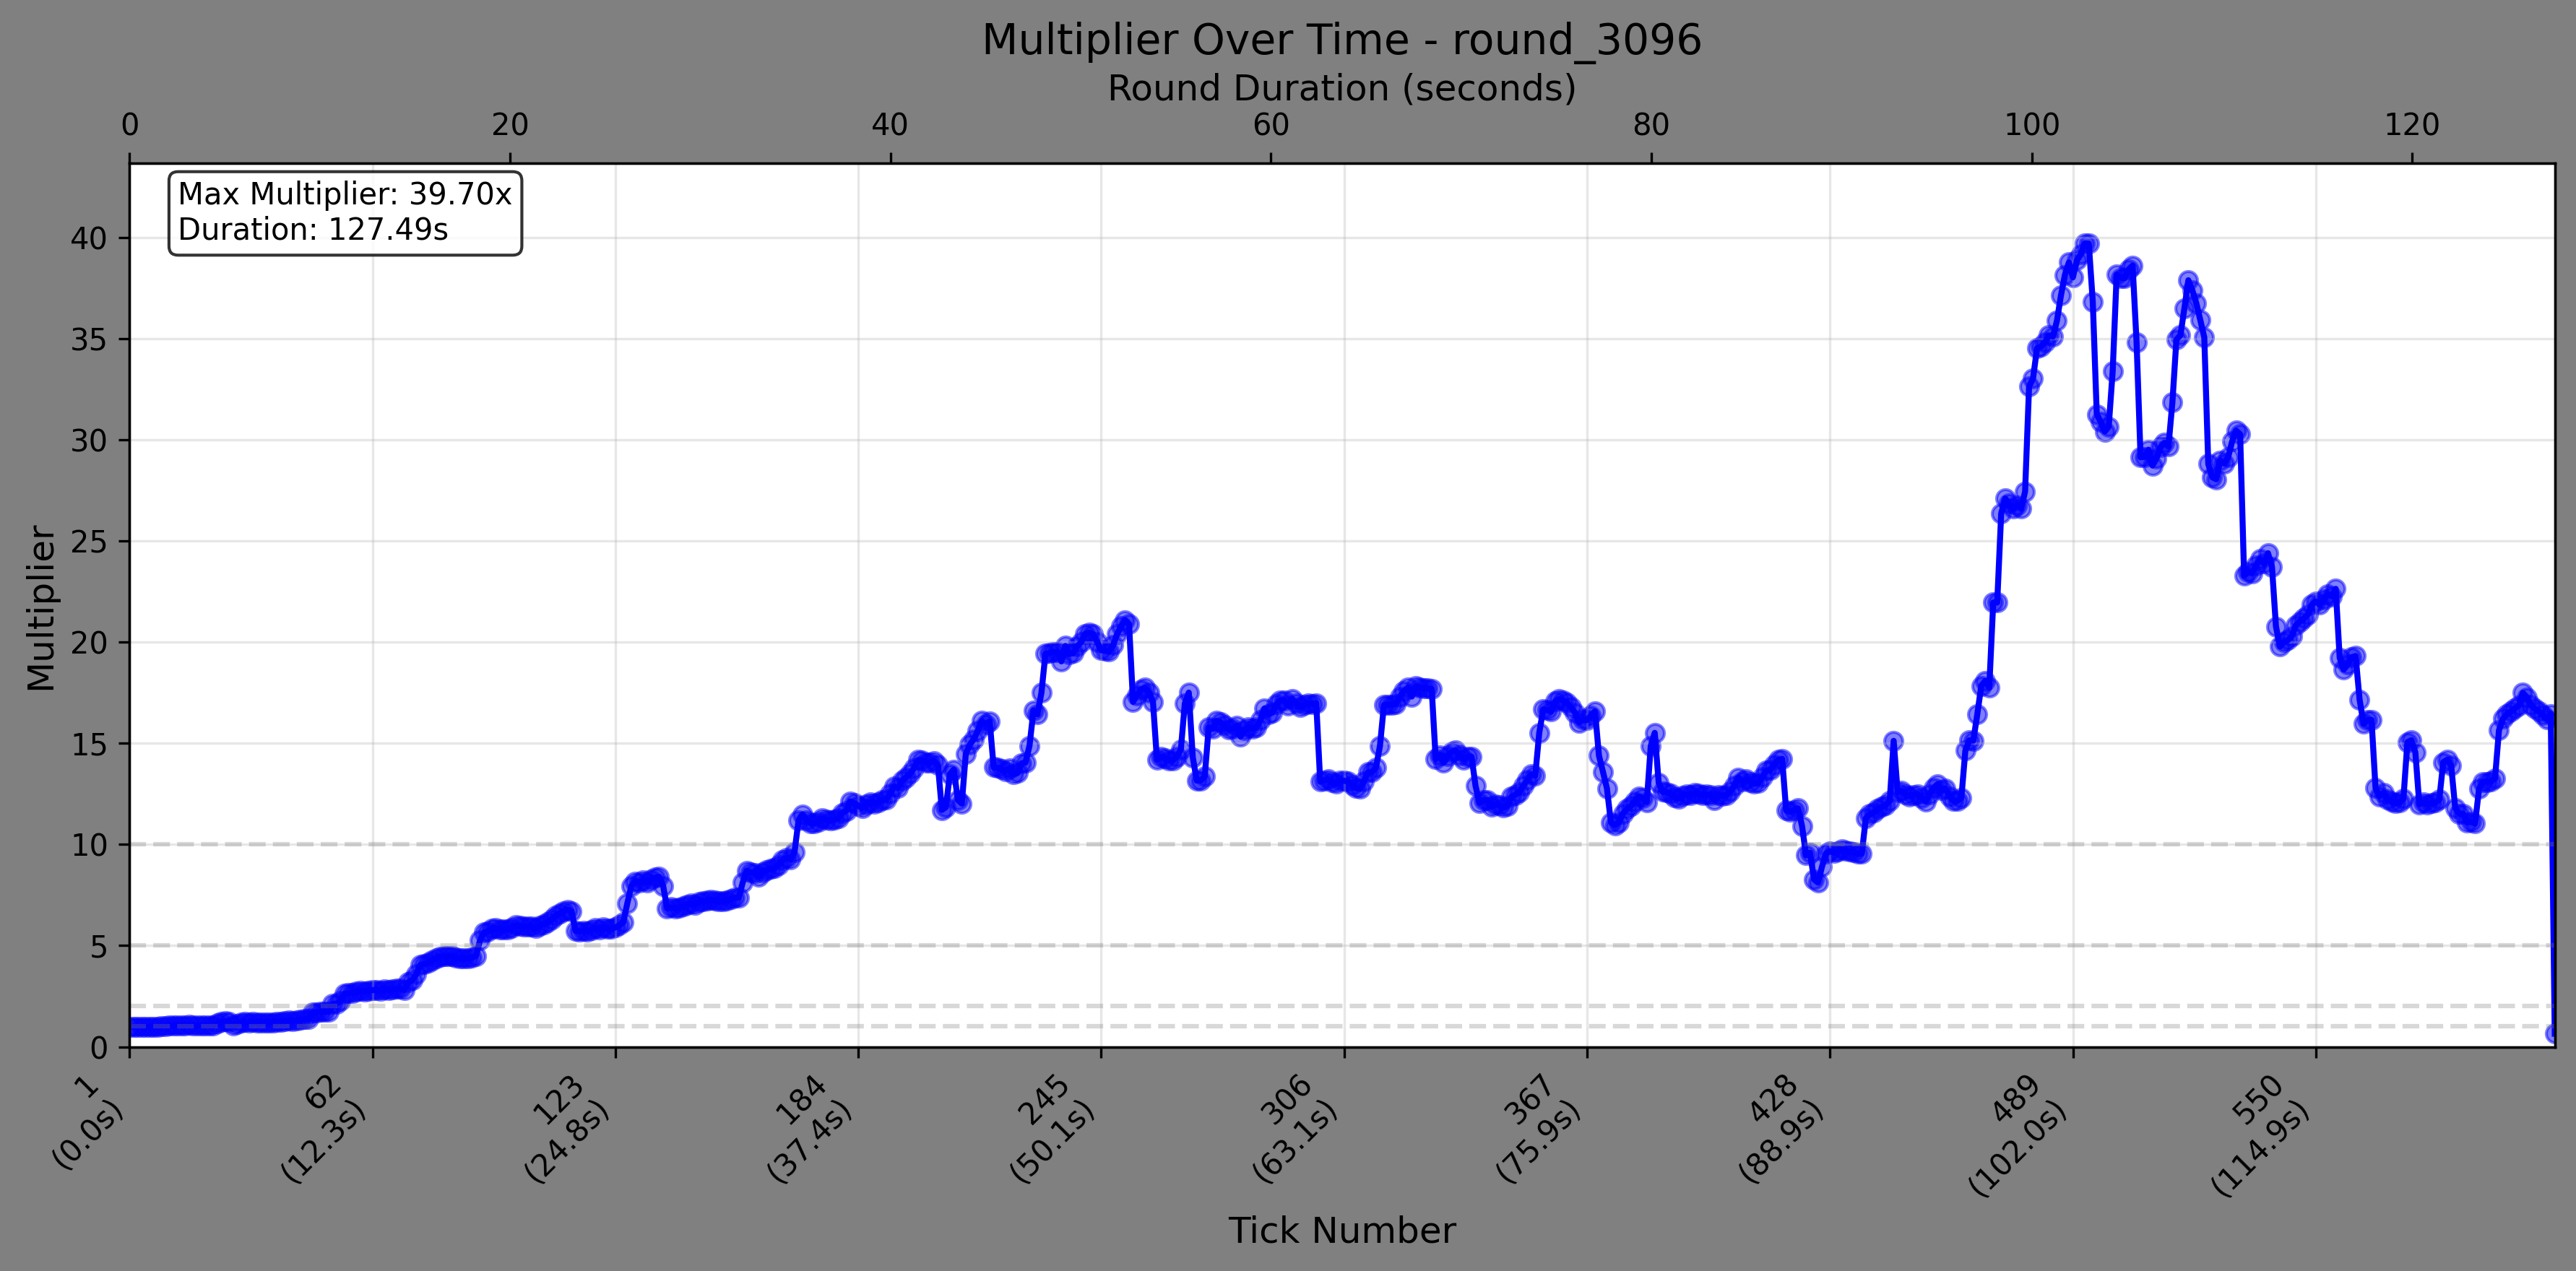 Multiplier Over Time - round_3096
Round Duration (seconds)
0 20 40 60 80 100 120
Max Multiplier: 39.70x
Duration: 127.49s
Multiplier
40
35
30
25
20
15
10
5
0
1
(0.0s)
62
(12.3s)
123
(24.8s)
184
(37.4s)
245
(50.1s)
306
(63.1s)
367
(75.9s)
428
(88.9s)
489
(102.0s)
550
(114.9s)
Tick Number